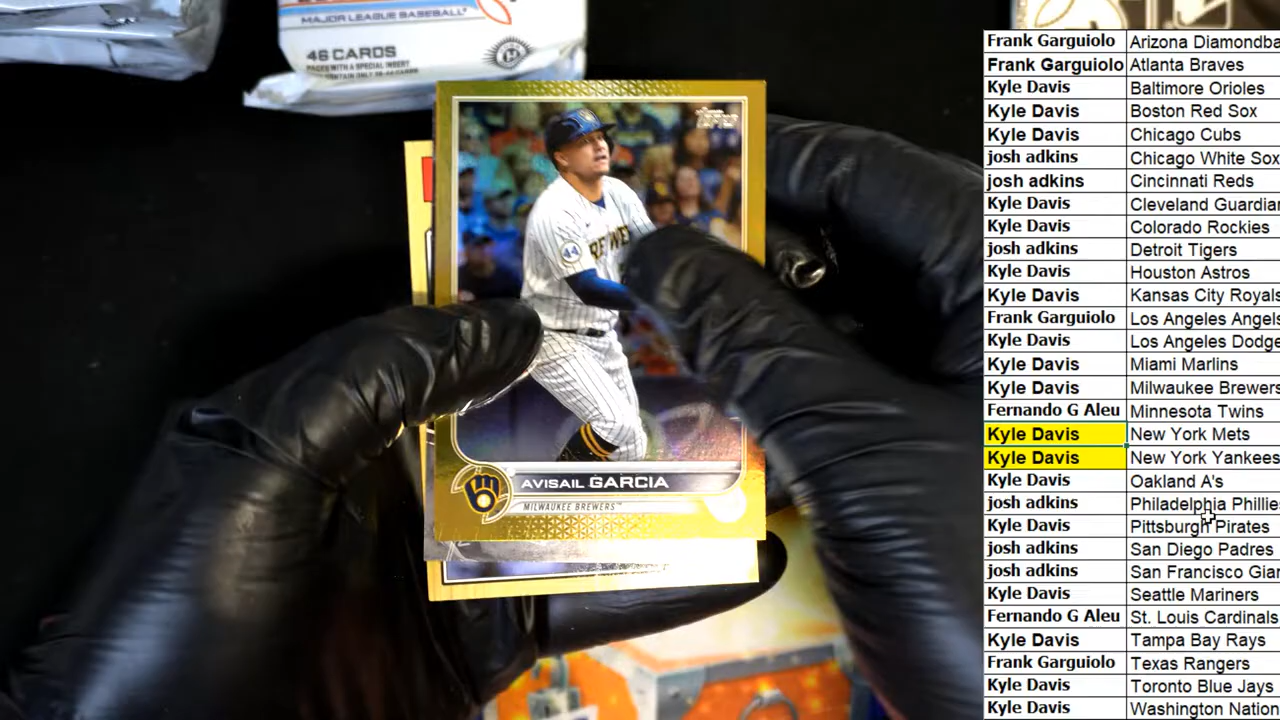 MAJOR LEAGUE BASEBALL
46 CARDS
topps
44
AVISAIL GARCIA
MILWAUKEE BREWERS™
Frank Garguiolo Arizona Diamondba
Frank Garguiolo Atlanta Braves
Kyle Davis Baltimore Orioles
Kyle Davis Boston Red Sox
Kyle Davis Chicago Cubs
josh adkins Chicago White Sox
josh adkins Cincinnati Reds
Kyle Davis Cleveland Guardian
Kyle Davis Colorado Rockies
josh adkins Detroit Tigers
Kyle Davis Houston Astros
Kyle Davis Kansas City Royals
Frank Garguiolo Los Angeles Angels
Kyle Davis Los Angeles Dodge
Kyle Davis Miami Marlins
Kyle Davis Milwaukee Brewers
Fernando G Aleu Minnesota Twins
Kyle Davis New York Mets
Kyle Davis New York Yankees
Kyle Davis Oakland A's
josh adkins Philadelphia Phillies
Kyle Davis Pittsburgh Pirates
josh adkins San Diego Padres
josh adkins San Francisco Gian
Kyle Davis Seattle Mariners
Fernando G Aleu St. Louis Cardinals
Kyle Davis Tampa Bay Rays
Frank Garguiolo Texas Rangers
Kyle Davis Toronto Blue Jays
Kyle Davis Washington Nation